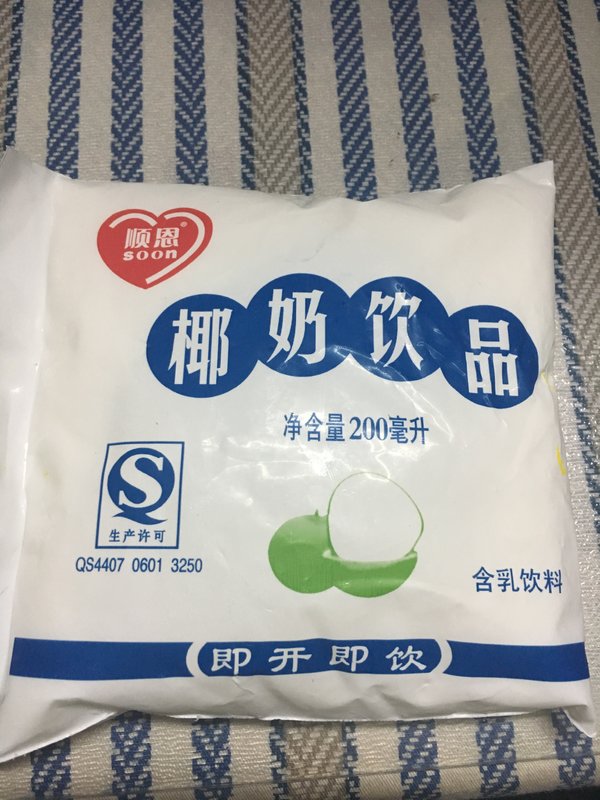 顺恩®
soon
椰奶饮品
净含量200毫升
生产许可
QS4407 0601 3250
含乳饮料
即开即饮